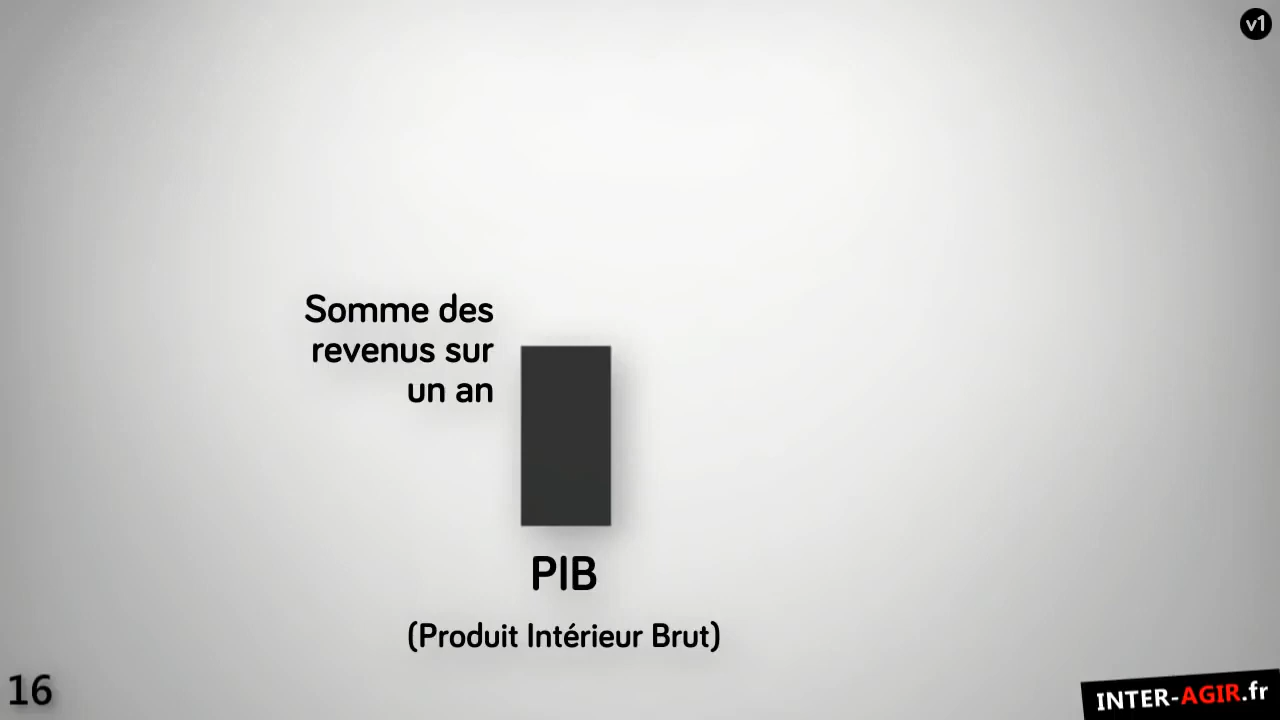 v1
Somme des
revenus sur
un an
PIB
(Produit Intérieur Brut)
16
INTER-AGIR.fr